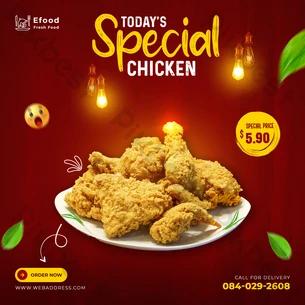 Efood
Fresh Food
TODAY'S
Special
CHICKEN
SPECIAL PRICE
$5.90
ORDER NOW
WWW.WEBADDRESS.COM
CALL FOR DELIVERY
084-029-2608